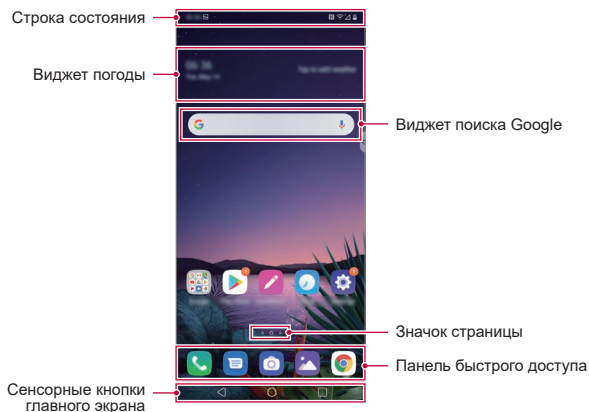 Строка состояния
Виджет погоды
Виджет поиска Google
Значок страницы
Панель быстрого доступа
Сенсорные кнопки
главного экрана